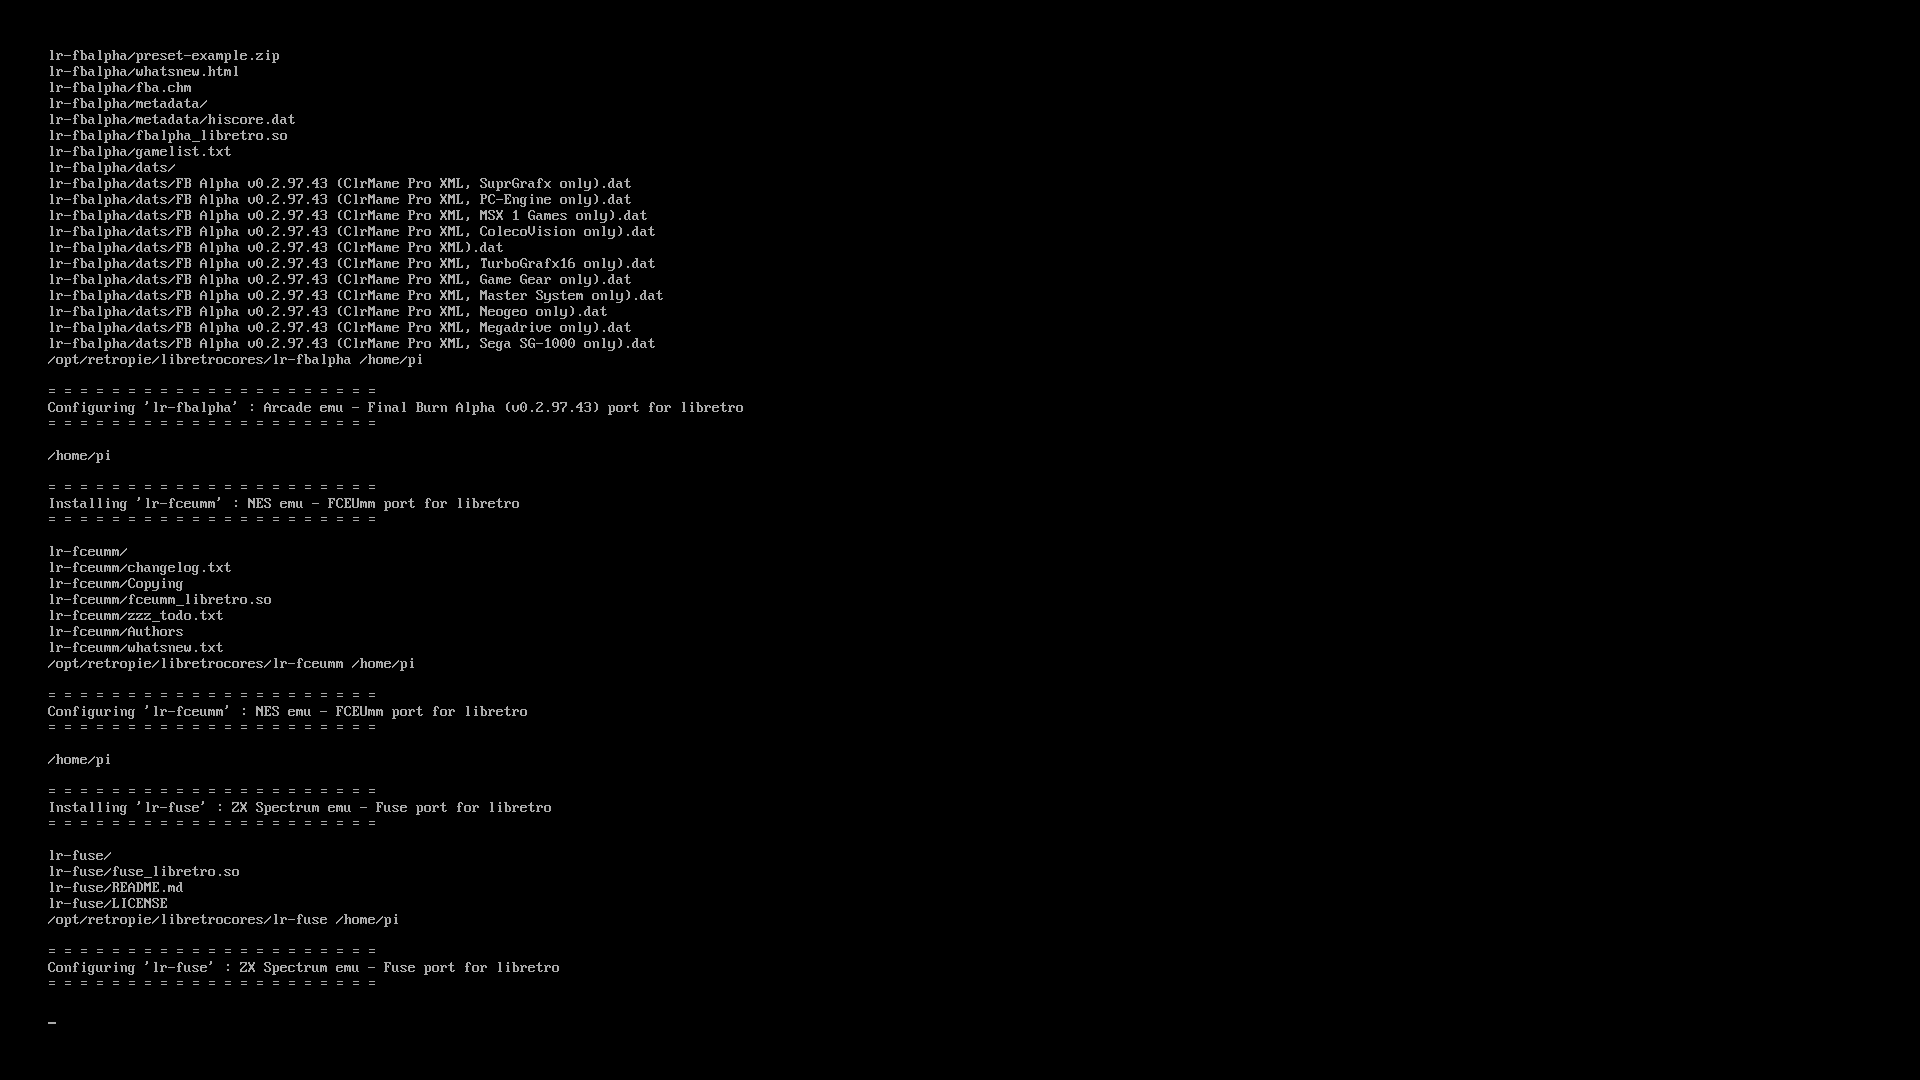 lr-fbalpha/preset-example.zip
lr-fbalpha/whatsnew.html
lr-fbalpha/fba.chm
lr-fbalpha/metadata/
lr-fbalpha/metadata/hiscore.dat
lr-fbalpha/fbalpha_libretro.so
lr-fbalpha/gamelist.txt
lr-fbalpha/dats/
lr-fbalpha/dats/FB Alpha v0.2.97.43 (ClrMame Pro XML, SuprGrafx only).dat
lr-fbalpha/dats/FB Alpha v0.2.97.43 (ClrMame Pro XML, PC-Engine only).dat
lr-fbalpha/dats/FB Alpha v0.2.97.43 (ClrMame Pro XML, MSX 1 Games only).dat
lr-fbalpha/dats/FB Alpha v0.2.97.43 (ClrMame Pro XML, ColecoVision only).dat
lr-fbalpha/dats/FB Alpha v0.2.97.43 (ClrMame Pro XML).dat
lr-fbalpha/dats/FB Alpha v0.2.97.43 (ClrMame Pro XML, TurboGrafx16 only).dat
lr-fbalpha/dats/FB Alpha v0.2.97.43 (ClrMame Pro XML, Game Gear only).dat
lr-fbalpha/dats/FB Alpha v0.2.97.43 (ClrMame Pro XML, Master System only).dat
lr-fbalpha/dats/FB Alpha v0.2.97.43 (ClrMame Pro XML, Neogeo only).dat
lr-fbalpha/dats/FB Alpha v0.2.97.43 (ClrMame Pro XML, Megadrive only).dat
lr-fbalpha/dats/FB Alpha v0.2.97.43 (ClrMame Pro XML, Sega SG-1000 only).dat
/opt/retropie/libretrocores/lr-fbalpha /home/pi
= = = = = = = = = = = = = = = = = = = = =
Configuring 'lr-fbalpha' : Arcade emu - Final Burn Alpha (v0.2.97.43) port for libretro
= = = = = = = = = = = = = = = = = = = = =
/home/pi
= = = = = = = = = = = = = = = = = = = = =
Installing 'lr-fceumm' : NES emu - FCEUmm port for libretro
= = = = = = = = = = = = = = = = = = = = =
lr-fceumm/
lr-fceumm/changelog.txt
lr-fceumm/Copying
lr-fceumm/fceumm_libretro.so
lr-fceumm/zzz_todo.txt
lr-fceumm/Authors
lr-fceumm/whatsnew.txt
/opt/retropie/libretrocores/lr-fceumm /home/pi
= = = = = = = = = = = = = = = = = = = = =
Configuring 'lr-fceumm' : NES emu - FCEUmm port for libretro
= = = = = = = = = = = = = = = = = = = = =
/home/pi
= = = = = = = = = = = = = = = = = = = = =
Installing 'lr-fuse' : ZX Spectrum emu - Fuse port for libretro
= = = = = = = = = = = = = = = = = = = = =
lr-fuse/
lr-fuse/fuse_libretro.so
lr-fuse/README.md
lr-fuse/LICENSE
/opt/retropie/libretrocores/lr-fuse /home/pi
= = = = = = = = = = = = = = = = = = = = =
Configuring 'lr-fuse' : ZX Spectrum emu - Fuse port for libretro
= = = = = = = = = = = = = = = = = = = = =
_